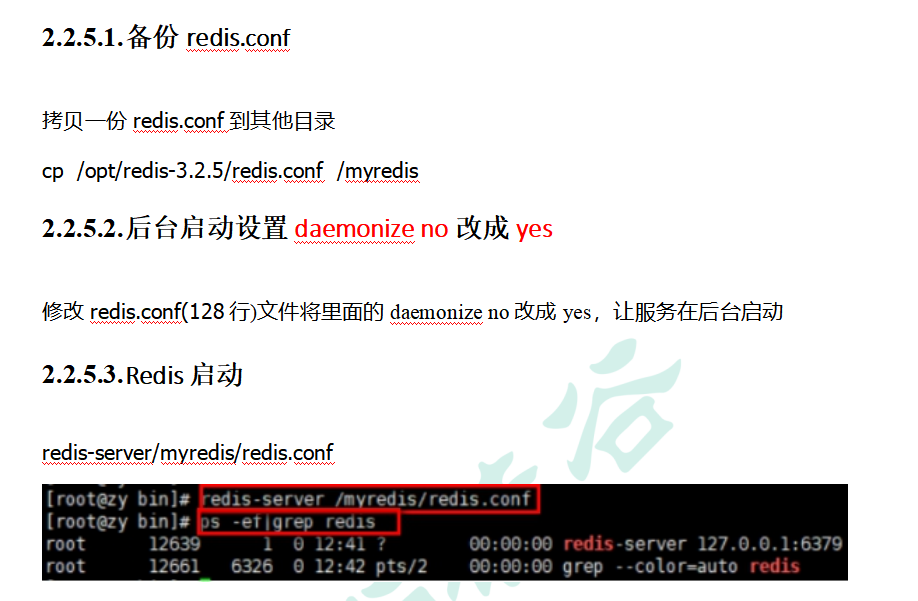 2.2.5.1.备份 redis.conf
拷贝一份 redis.conf 到其他目录
cp /opt/redis-3.2.5/redis.conf /myredis
2.2.5.2.后台启动设置 daemonize no 改成 yes
修改 redis.conf(128 行)文件将里面的 daemonize no 改成 yes，让服务在后台启动
2.2.5.3.Redis 启动
redis-server/myredis/redis.conf
[root@zy bin]# redis-server /myredis/redis.conf
[root@zy bin]# ps -ef|grep redis
root 12639 1 0 12:41 ? 00:00:00 redis-server 127.0.0.1:6379
root 12661 6326 0 12:42 pts/2 00:00:00 grep --color=auto redis